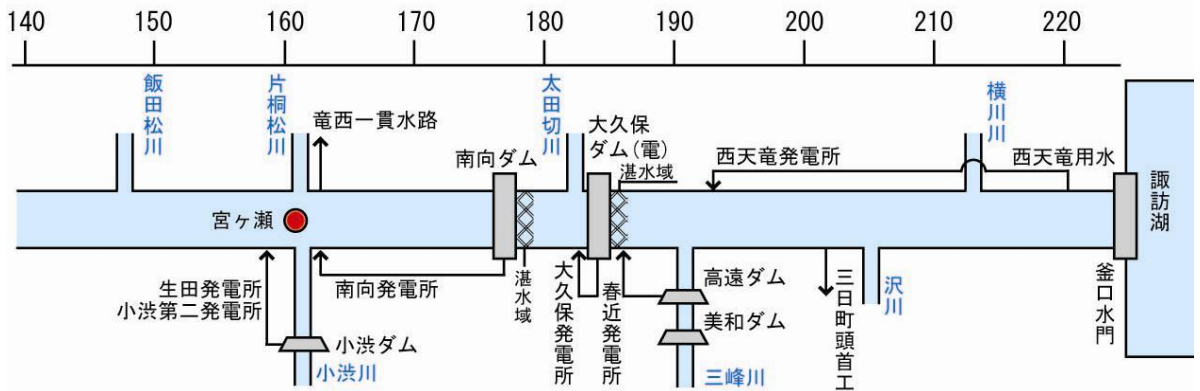 140 150 160 170 180 190 200 210 220
飯田松川
片桐松川
竜西一貫水路
太田切川
大久保
ダム(電)
湛水域
南向ダム
西天竜発電所
横川川
西天竜用水
諏訪湖
宮ヶ瀬
生田発電所
小渋第二発電所
南向発電所
湛水域
大久保発電所
春近発電所
高遠ダム
美和ダム
三日町頭首工
沢川
釜口水門
小渋ダム
小渋川
三峰川